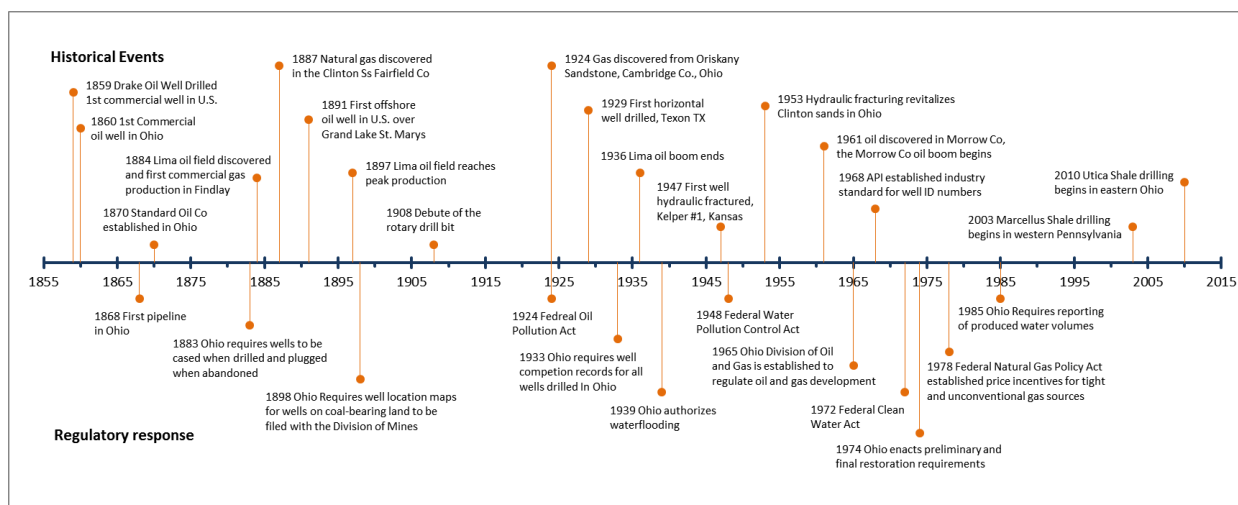 Historical Events
1859 Drake Oil Well Drilled
1st commercial well in U.S.
1860 1st Commercial
oil well in Ohio
1884 Lima oil field discovered
and first commercial gas
production in Findlay
1870 Standard Oil Co
established in Ohio
1887 Natural gas discovered
in the Clinton Ss Fairfield Co
1891 First offshore
oil well in U.S. over
Grand Lake St. Marys
1897 Lima oil field reaches
peak production
1908 Debute of the
rotary drill bit
1924 Gas discovered from Oriskany
Sandstone, Cambridge Co., Ohio
1929 First horizontal
well drilled, Texon TX
1936 Lima oil boom ends
1947 First well
hydraulic fractured,
Kelper #1, Kansas
1953 Hydraulic fracturing revitalizes
Clinton sands in Ohio
1961 oil discovered in Morrow Co,
the Morrow Co oil boom begins
1968 API established industry
standard for well ID numbers
2010 Utica Shale drilling
begins in eastern Ohio
2003 Marcellus Shale drilling
begins in western Pennsylvania
1855 1865 1875 1885 1895 1905 1915 1925 1935 1945 1955 1965 1975 1985 1995 2005 2015
1868 First pipeline
in Ohio
1883 Ohio requires wells to be
cased when drilled and plugged
when abandoned
1898 Ohio Requires well location maps
for wells on coal-bearing land to be
filed with the Division of Mines
1924 Fedreal Oil
Pollution Act
1933 Ohio requires well
competion records for all
wells drilled In Ohio
1939 Ohio authorizes
waterflooding
1948 Federal Water
Pollution Control Act
1965 Ohio Division of Oil
and Gas is established to
regulate oil and gas development
1972 Federal Clean
Water Act
1974 Ohio enacts preliminary and
final restoration requirements
1985 Ohio Requires reporting
of produced water volumes
1978 Federal Natural Gas Policy Act
established price incentives for tight
and unconventional gas sources
Regulatory response